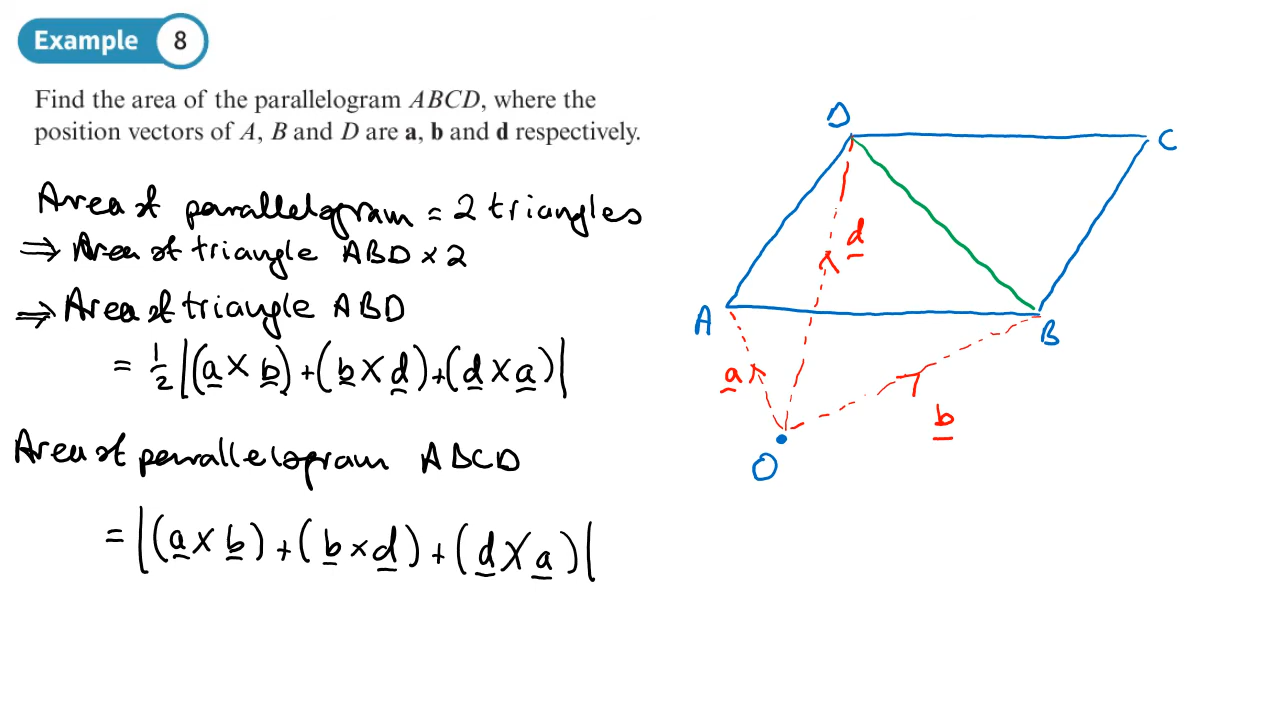 Example 8
Find the area of the parallelogram ABCD, where the
position vectors of A, B and D are a, b and d respectively.
Area of parallelogram = 2 triangles
⇒ Area of triangle ABD × 2
⇒ Area of triangle ABD
= 1/2 |(a × b) + (b × d) + (d × a)|
Area of parallelogram ABCD
= |(a × b) + (b × d) + (d × a)|
D
C
d
A
B
a
b
O